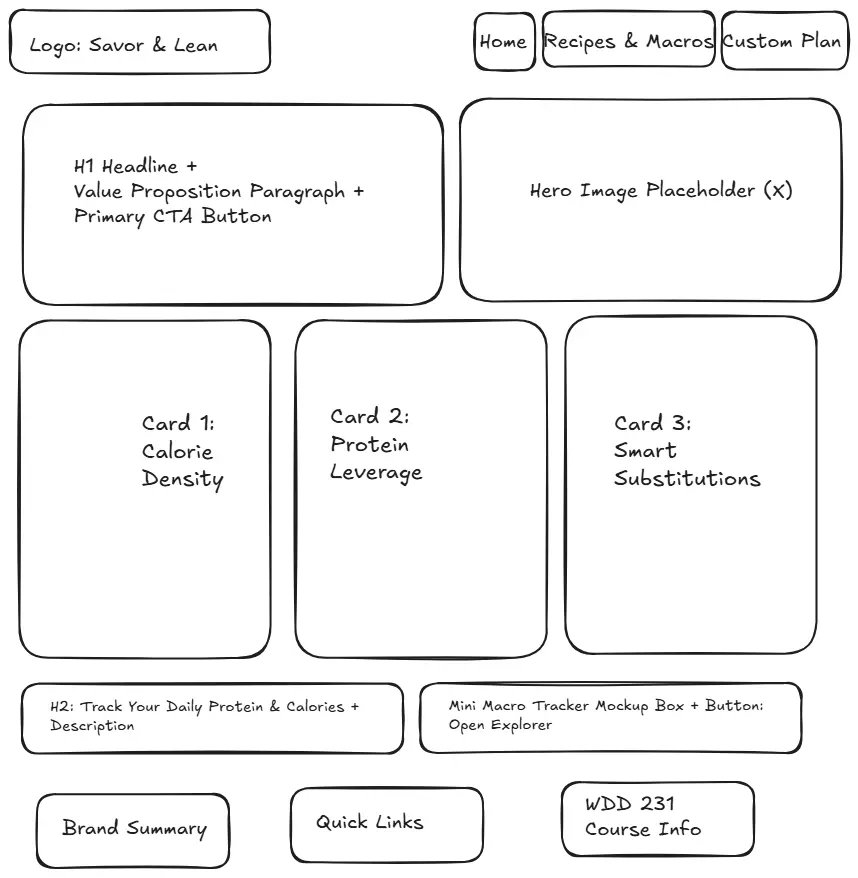 Logo: Savor & Lean
Home
Recipes & Macros
Custom Plan
H1 Headline +
Value Proposition Paragraph +
Primary CTA Button
Hero Image Placeholder (X)
Card 1:
Calorie
Density
Card 2:
Protein
Leverage
Card 3:
Smart
Substitutions
H2: Track Your Daily Protein & Calories +
Description
Mini Macro Tracker Mockup Box + Button:
Open Explorer
Brand Summary
Quick Links
WDD 231
Course Info